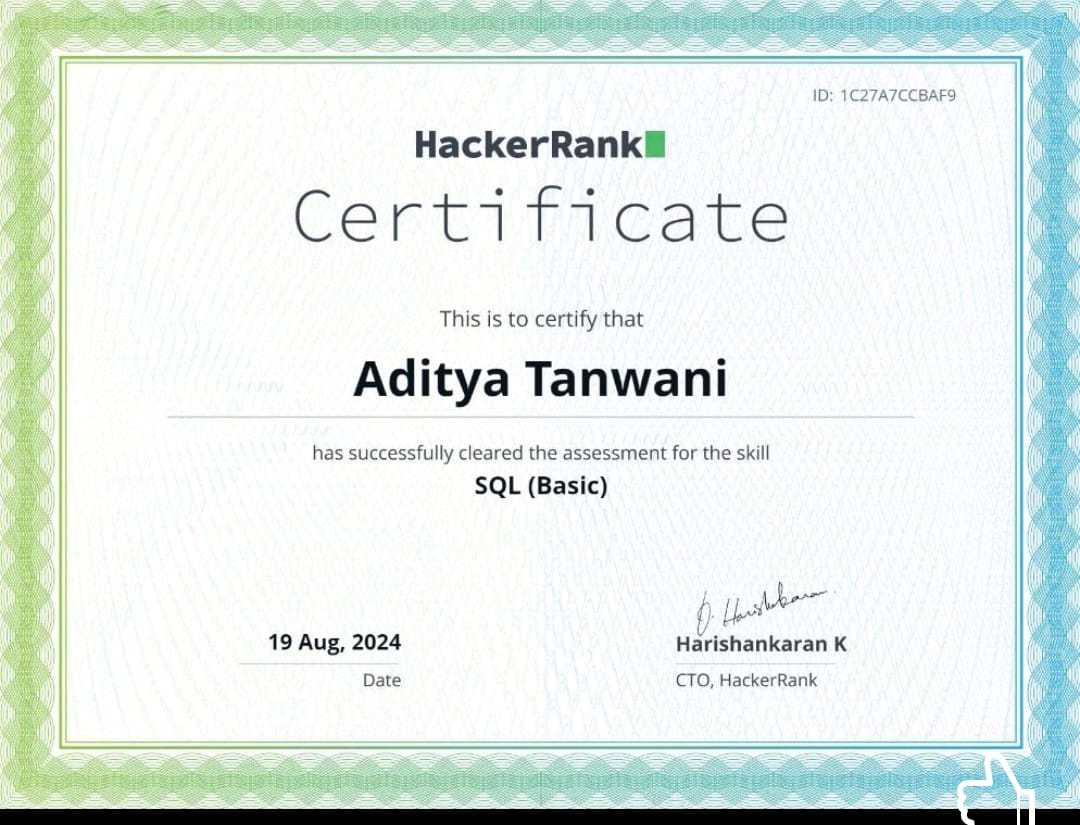 ID: 1C27A7CCBAF9
HackerRank
Certificate
This is to certify that
Aditya Tanwani
has successfully cleared the assessment for the skill
SQL (Basic)
19 Aug, 2024
Date
Harishankaran K
CTO, HackerRank